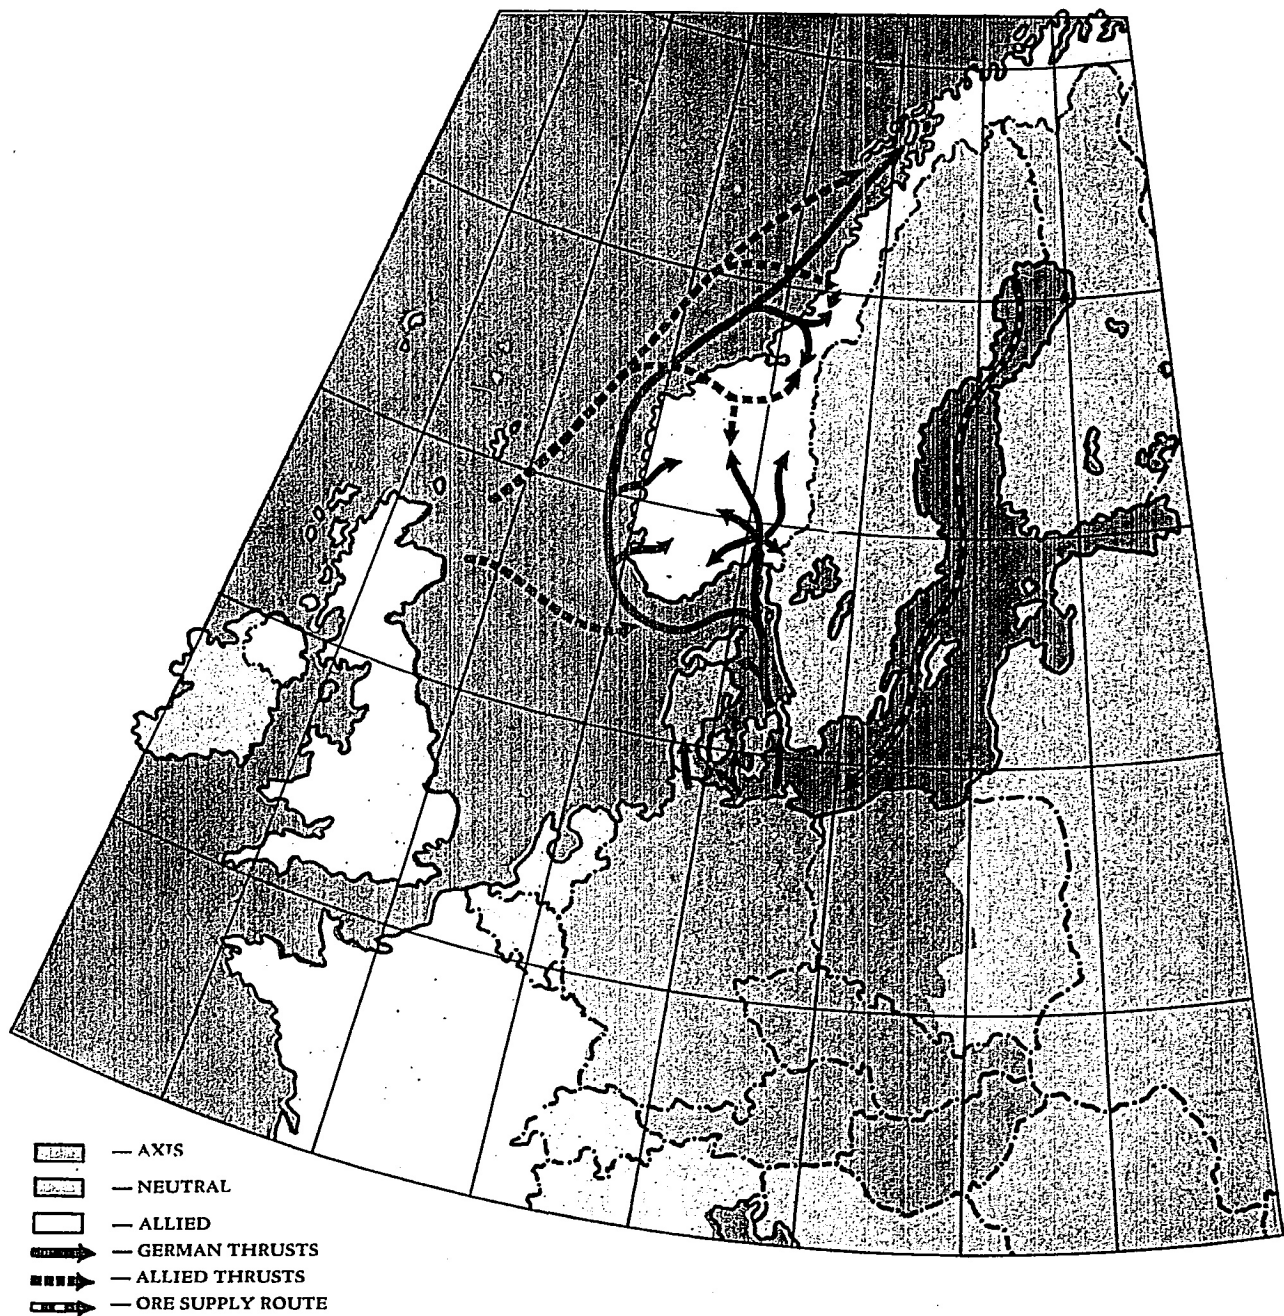 — AXIS
— NEUTRAL
— ALLIED
— GERMAN THRUSTS
— ALLIED THRUSTS
— ORE SUPPLY ROUTE